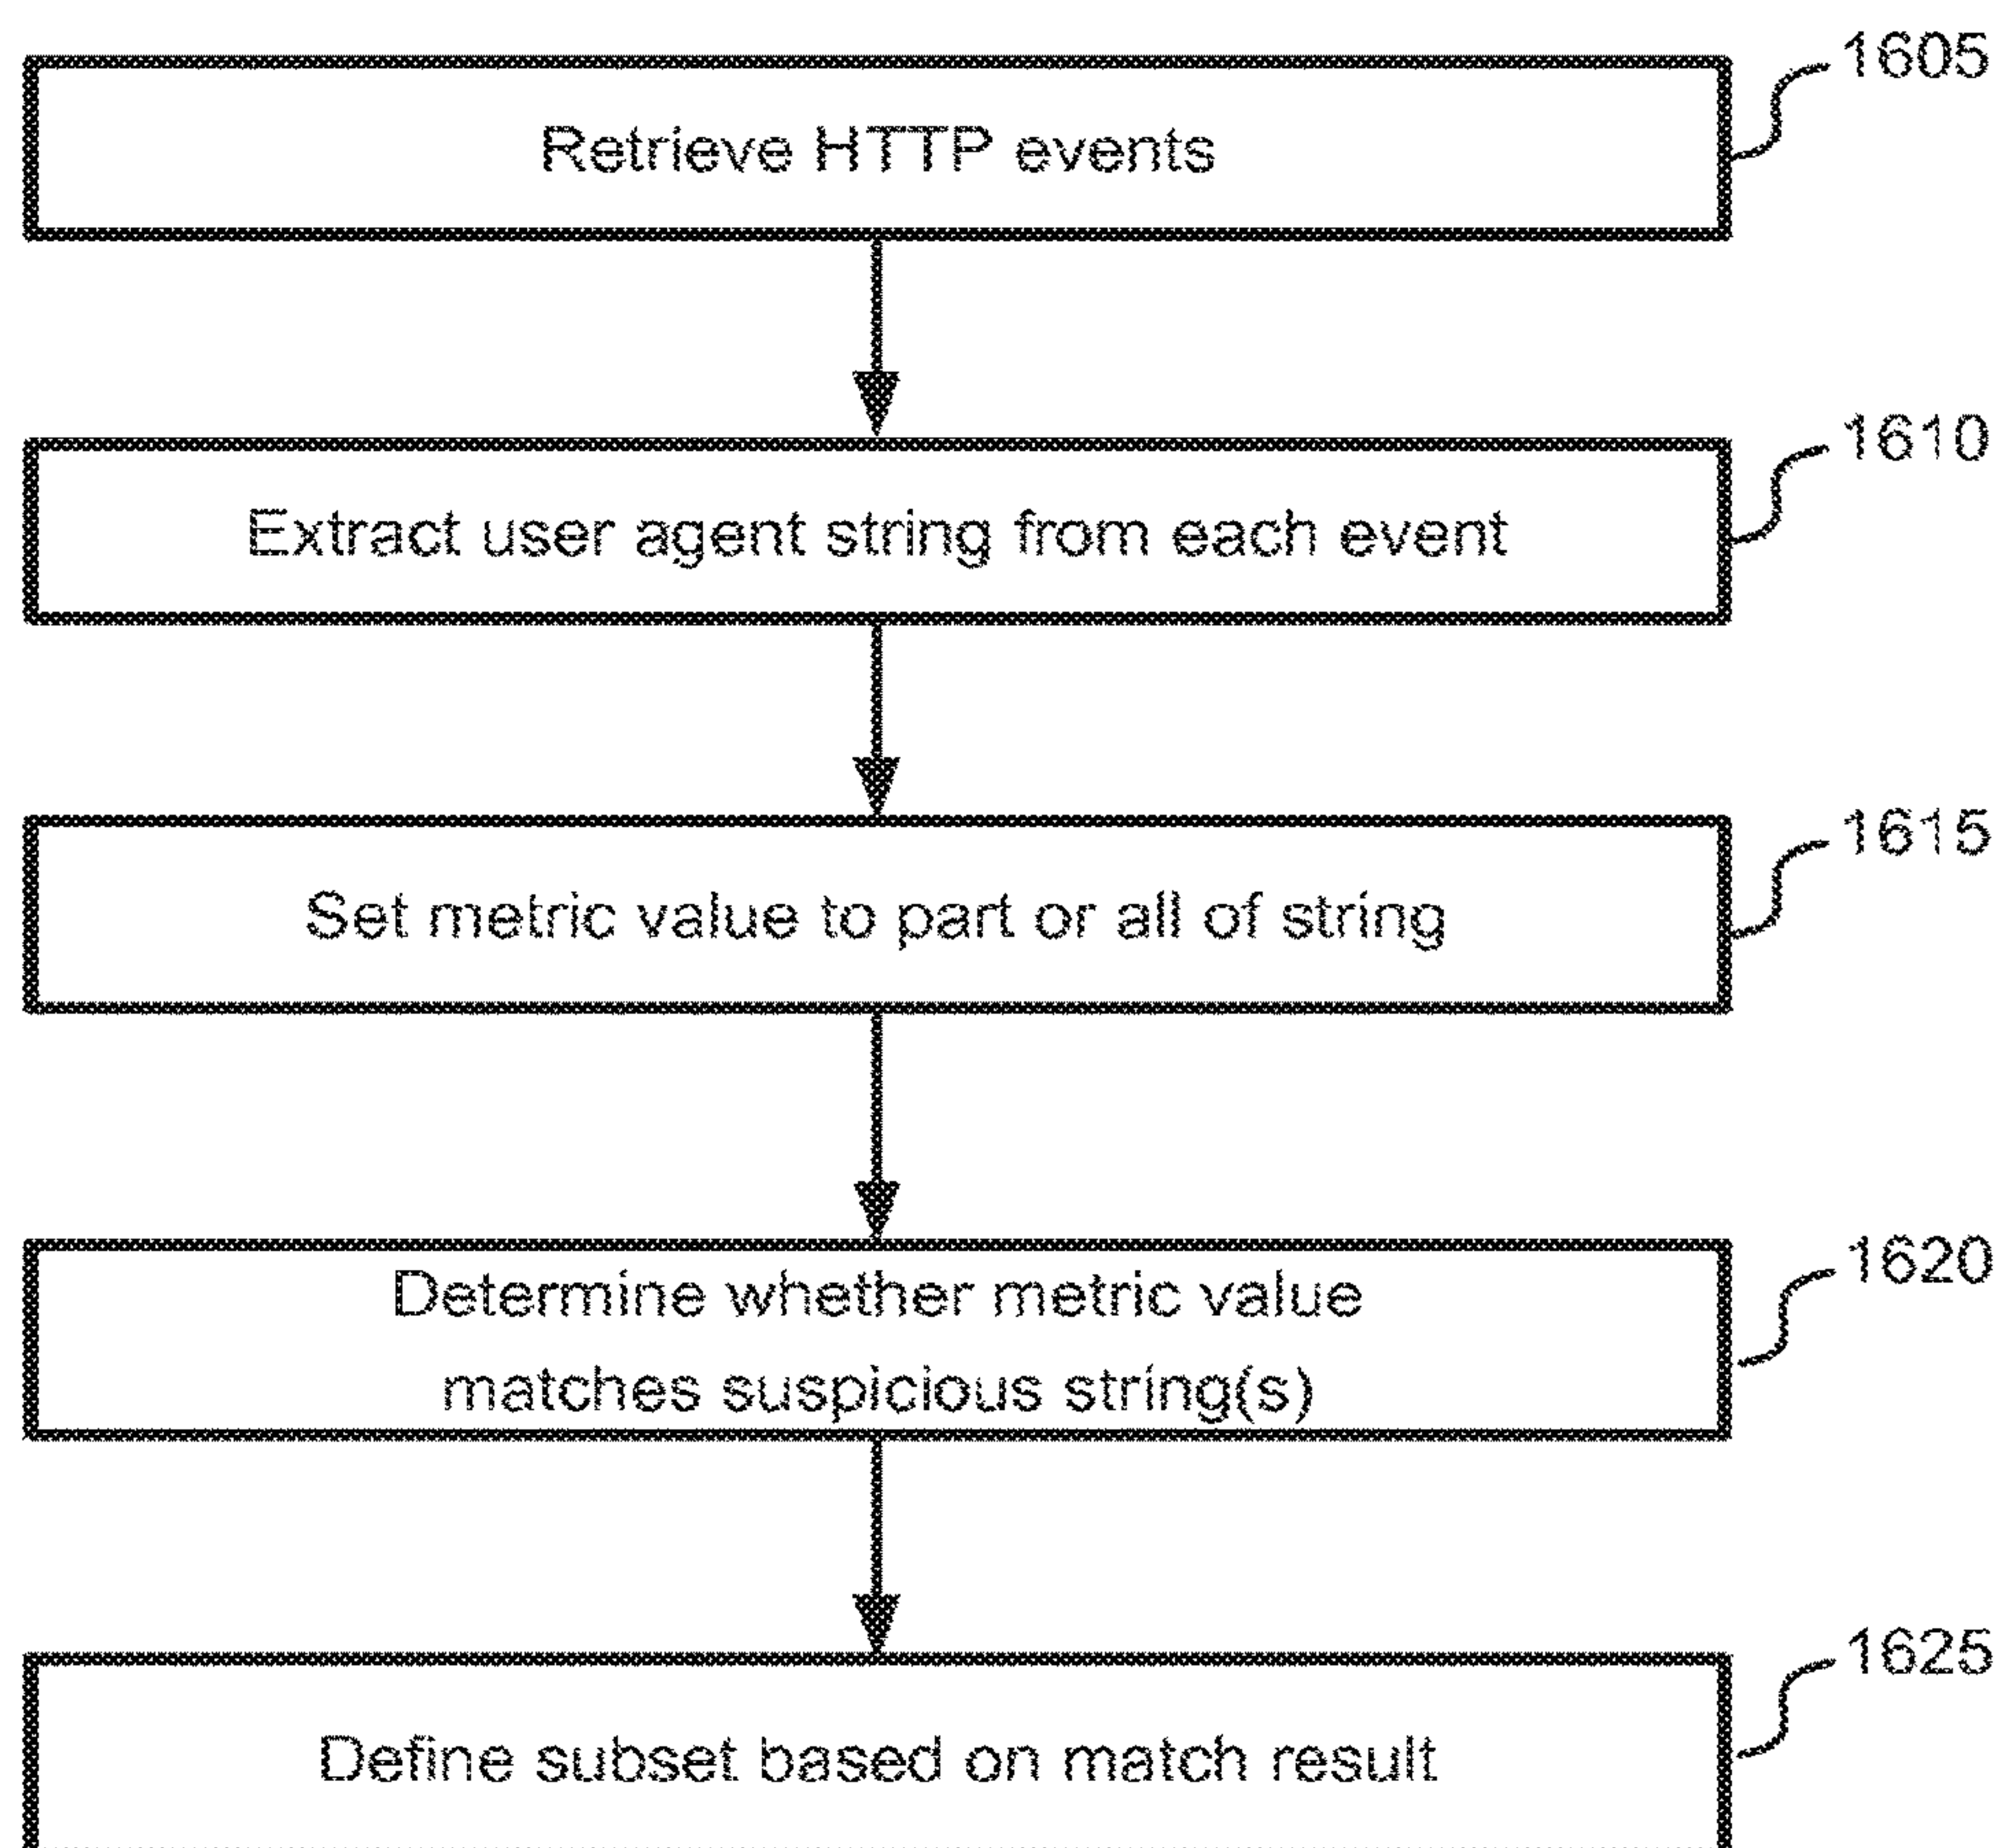 1605
Retrieve HTTP events
1610
Extract user agent string from each event
1615
Set metric value to part or all of string
1620
Determine whether metric value
matches suspicious string(s)
1625
Define subset based on match result